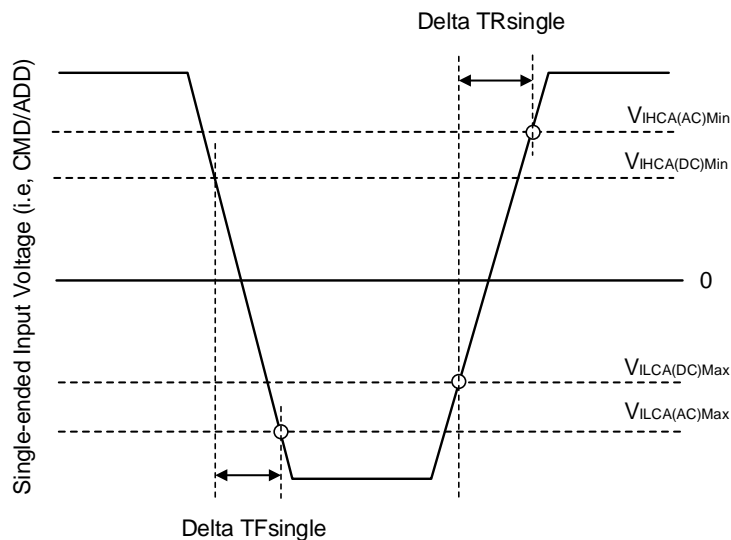 Delta TRsingle
VIHCA(AC)Min
VIHCA(DC)Min
Single-ended Input Voltage (i.e, CMD/ADD)
0
VILCA(DC)Max
VILCA(AC)Max
Delta TFsingle